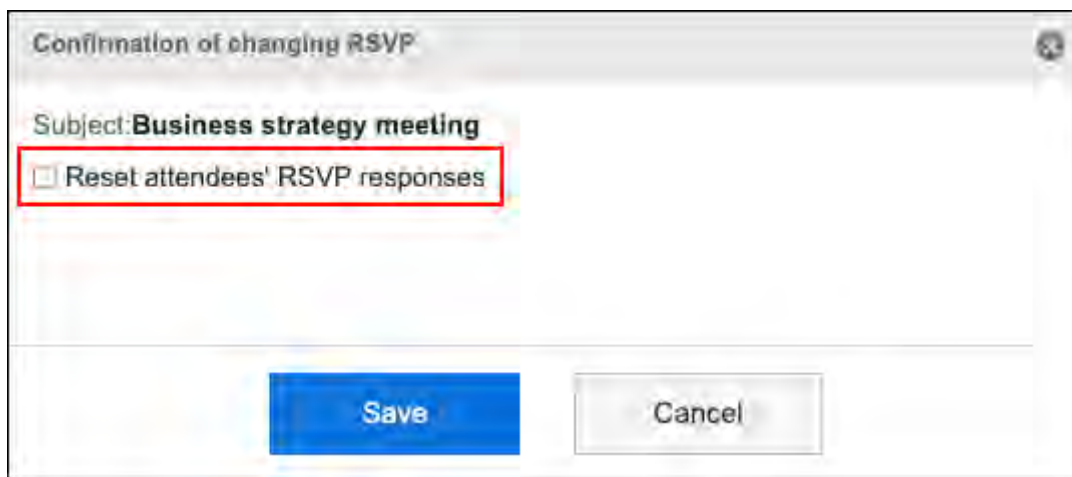 Confirmation of changing RSVP
Subject:Business strategy meeting
Reset attendees' RSVP responses
Save
Cancel